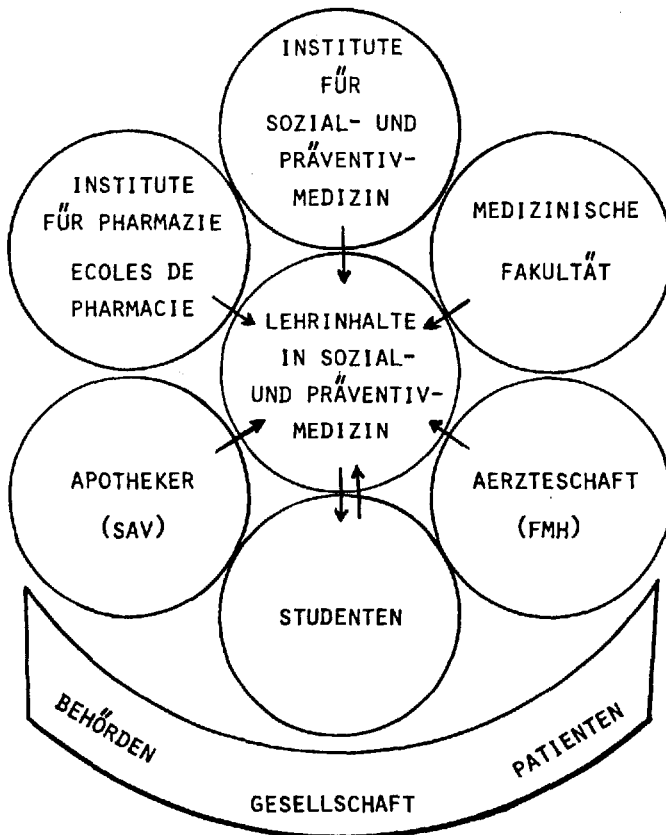 INSTITUTE
FÜR
SOZIAL- UND
PRÄVENTIV-
MEDIZIN
INSTITUTE
FÜR PHARMAZIE
ECOLES DE
PHARMACIE
MEDIZINISCHE
FAKULTÄT
LEHRINHALTE
IN SOZIAL-
UND PRÄVENTIV-
MEDIZIN
APOTHEKER
(SAV)
AERZTESCHAFT
(FMH)
STUDENTEN
BEHÖRDEN
GESELLSCHAFT
PATIENTEN